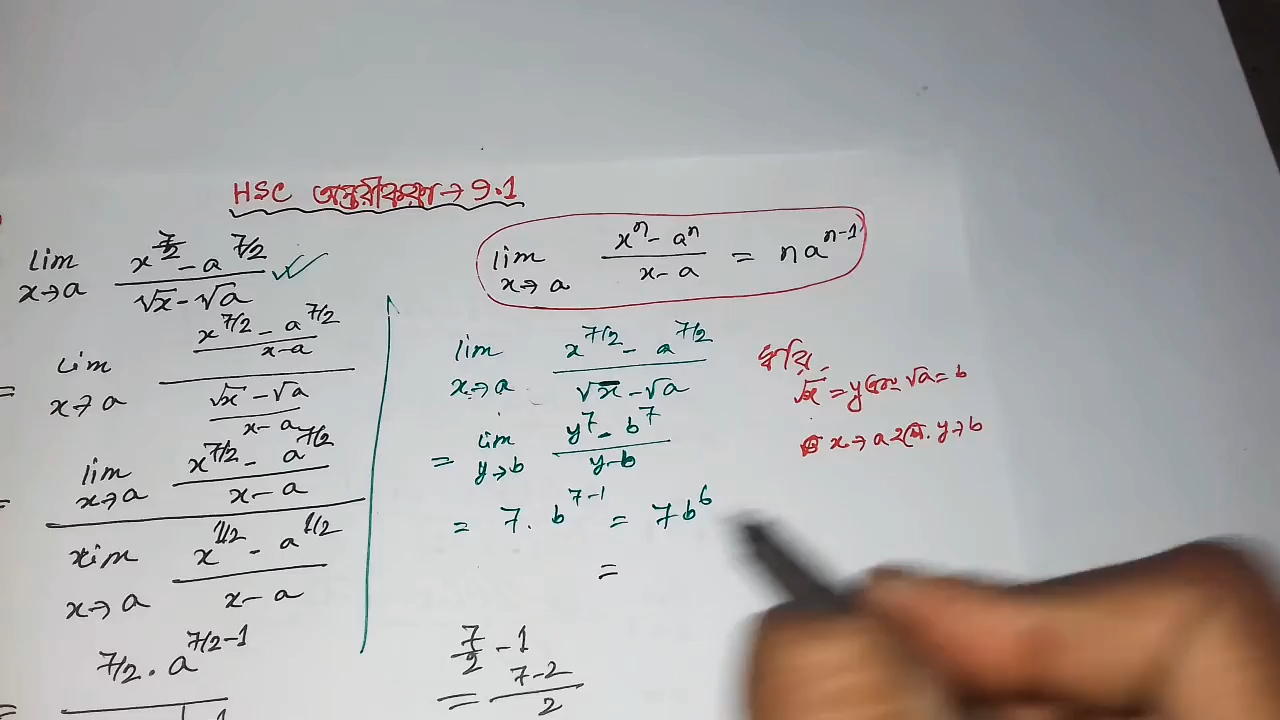 HSC অন্তরীকরণ → 9.1
lim x→a (x^7/2 - a^7/2)/(√x - √a)
= lim x→a ((x^7/2 - a^7/2)/(x-a))/((√x - √a)/(x-a))
= (lim x→a (x^7/2 - a^7/2)/(x-a))/(lim x→a (x^1/2 - a^1/2)/(x-a))
= 7/2 . a^7/2-1
lim x→a (x^n - a^n)/(x-a) = na^n-1
lim x→a (x^7/2 - a^7/2)/(√x - √a)
= lim y→b (y^7 - b^7)/(y-b)
= 7. b^7-1 = 7b^6
=
7/2 - 1
= (7-2)/2
ধরি,
√x = y এবং √a = b
x→a হলে. y→b